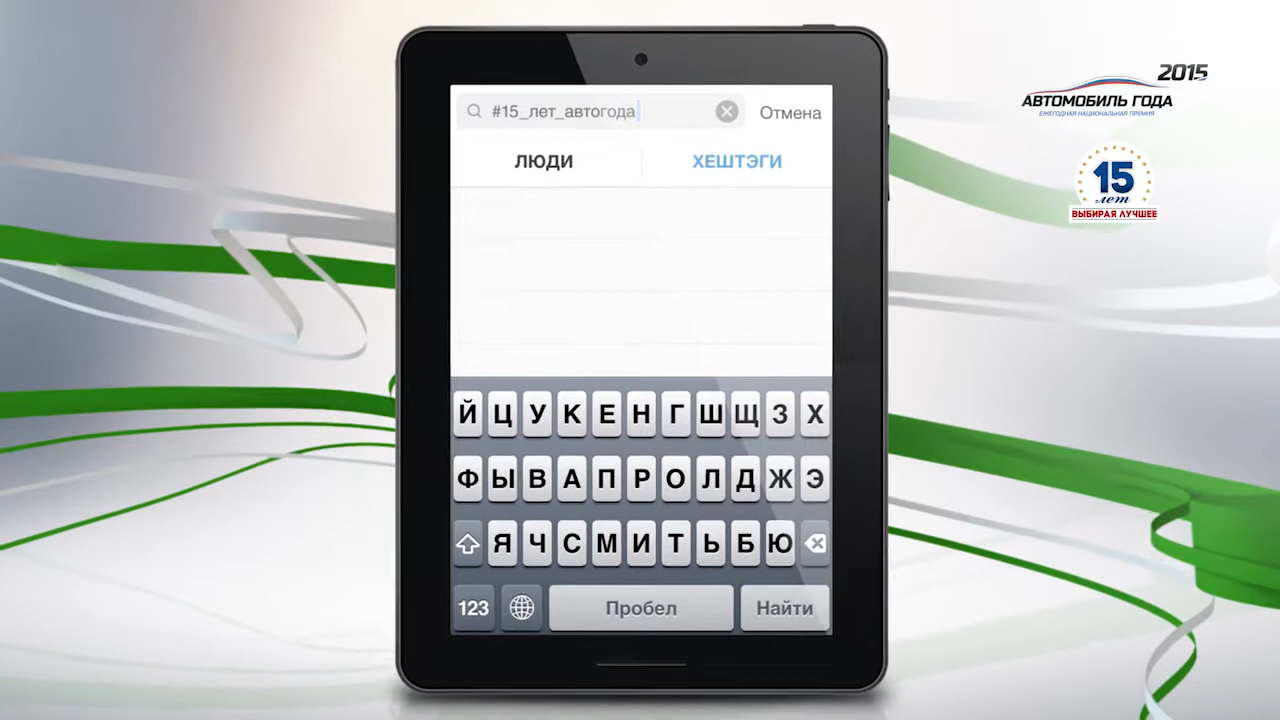 2015
АВТОМОБИЛЬ ГОДА
ЕЖЕГОДНАЯ НАЦИОНАЛЬНАЯ ПРЕМИЯ
15
лет
ВЫБИРАЯ ЛУЧШЕЕ
#15_лет_автогода
Отмена
ЛЮДИ
ХЕШТЭГИ
Й Ц У К Е Н Г Ш Щ З Х
Ф Ы В А П Р О Л Д Ж Э
Я Ч С М И Т Ь Б Ю
123
Пробел
Найти